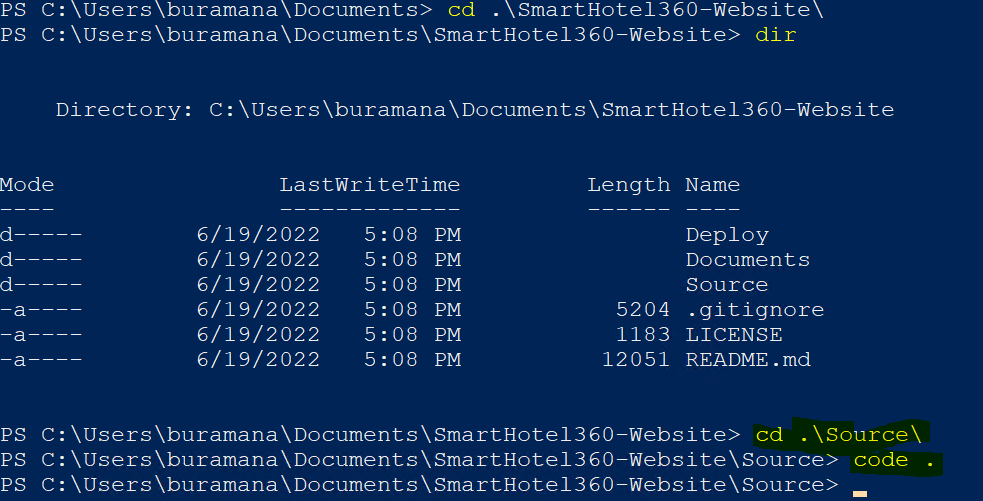 PS C:\Users\buramana\Documents> cd .\SmartHotel360-Website\
PS C:\Users\buramana\Documents\SmartHotel360-Website> dir
Directory: C:\Users\buramana\Documents\SmartHotel360-Website
Mode LastWriteTime Length Name
---- ------------- ------ ----
d----- 6/19/2022 5:08 PM Deploy
d----- 6/19/2022 5:08 PM Documents
d----- 6/19/2022 5:08 PM Source
-a---- 6/19/2022 5:08 PM 5204 .gitignore
-a---- 6/19/2022 5:08 PM 1183 LICENSE
-a---- 6/19/2022 5:08 PM 12051 README.md
PS C:\Users\buramana\Documents\SmartHotel360-Website> cd .\Source\
PS C:\Users\buramana\Documents\SmartHotel360-Website\Source> code .
PS C:\Users\buramana\Documents\SmartHotel360-Website\Source>